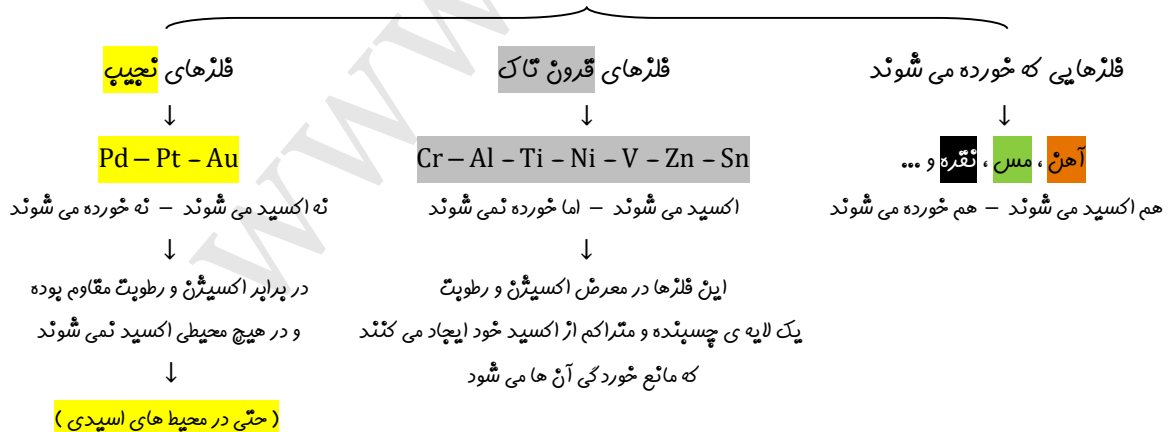 فلزهایی که خورده می شوند
↓
آهن ، مس ، نقره و ...
هم اکسید می شوند – هم خورده می شوند
فلزهای قرون تاک
↓
Cr – Al – Ti – Ni – V – Zn – Sn
اکسید می شوند – اما خورده نمی شوند
↓
این فلزها در معرض اکسیژن و رطوبت
یک لایه ی چسبنده و متراکم از اکسید خود ایجاد می کنند
که مانع خوردگی آن ها می شود
فلزهای نجیب
↓
Pd – Pt – Au
نه اکسید می شوند – نه خورده می شوند
↓
در برابر اکسیژن و رطوبت مقاوم بوده
و در هیچ محیطی اکسید نمی شوند
↓
( حتی در محیط های اسیدی )
WWW